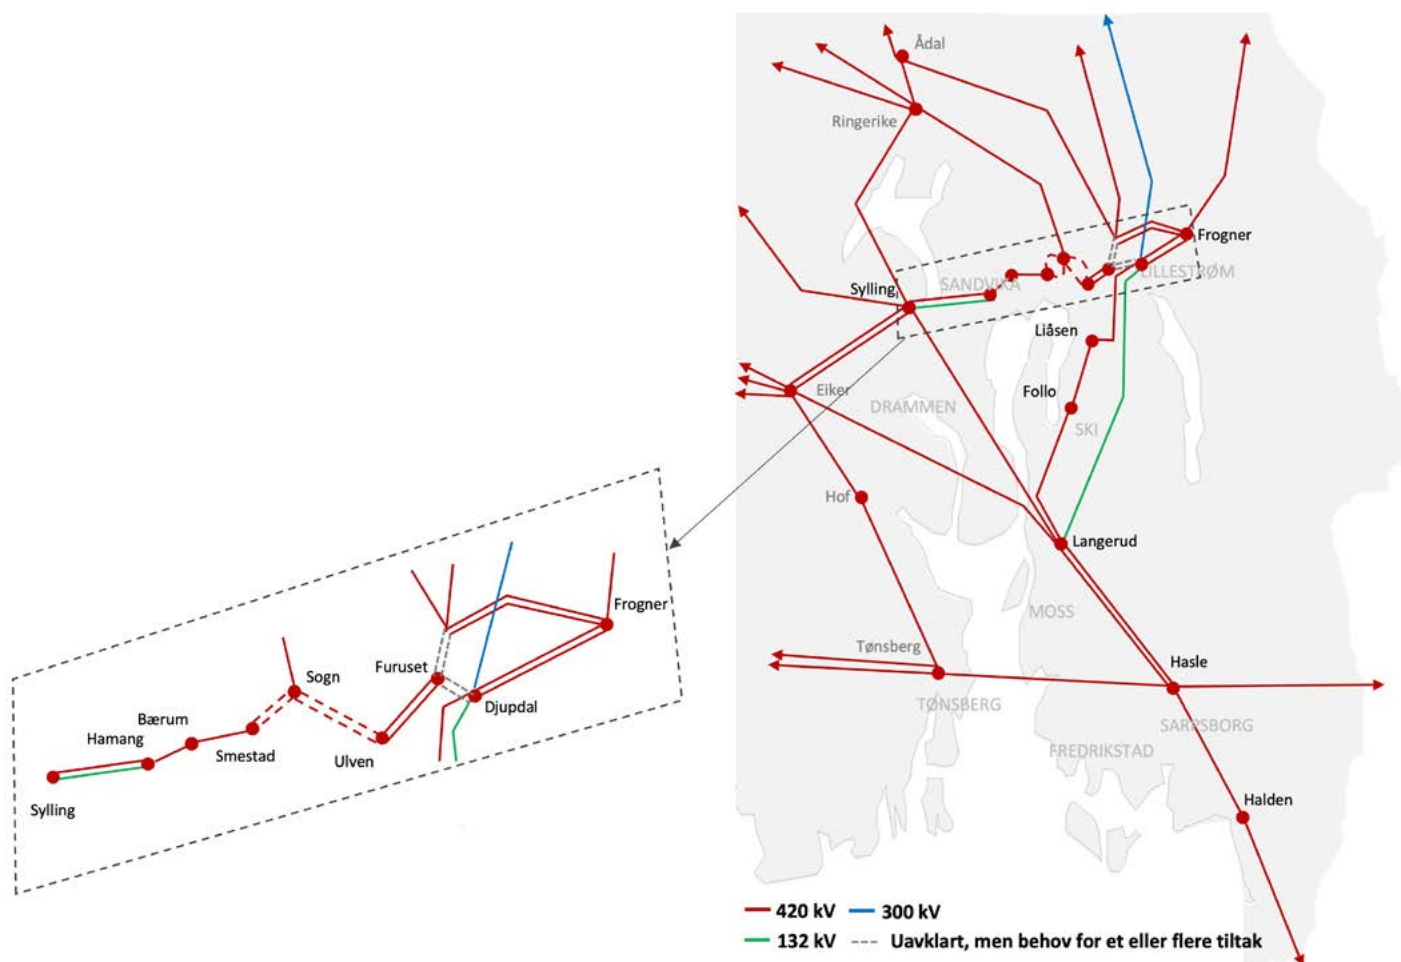 Ådal
Ringerike
Frogner
LILLESTRØM
SANDVIKA
Sylling
Liåsen
Eiker
DRAMMEN
Follo
SKI
Hof
Langerud
MOSS
Tønsberg
Hasle
TØNSBERG
SARPSBORG
FREDRIKSTAD
Halden
Frogner
Sogn
Furuset
Djupdal
Bærum
Hamang
Smestad
Ulven
Sylling
420 kV 300 kV
132 kV Uavklart, men behov for et eller flere tiltak